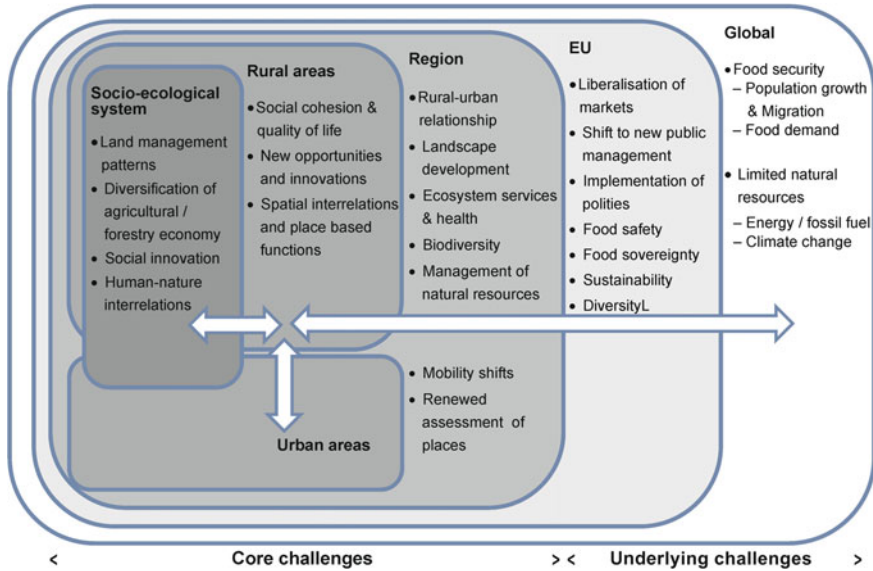 Socio-ecological
system
•Land management
patterns
• Diversification of
agricultural /
forestry economy
• Social innovation
• Human-nature
interrelations
Rural areas
•Social cohesion &
quality of life
• New opportunities
and innovations
• Spatial interrelations
and place based
functions
Urban areas
Region
•Rural-urban
relationship
• Landscape
development
• Ecosystem services
& health
• Biodiversity
• Management of
natural resources
• Mobility shifts
• Renewed
assessment of
places
EU
•Liberalisation of
markets
• Shift to new public
management
• Implementation of
polities
• Food safety
• Food sovereignty
• Sustainability
• DiversityL
Global
•Food security
– Population growth
& Migration
– Food demand
• Limited natural
resources
– Energy / fossil fuel
– Climate change
< Core challenges > < Underlying challenges >